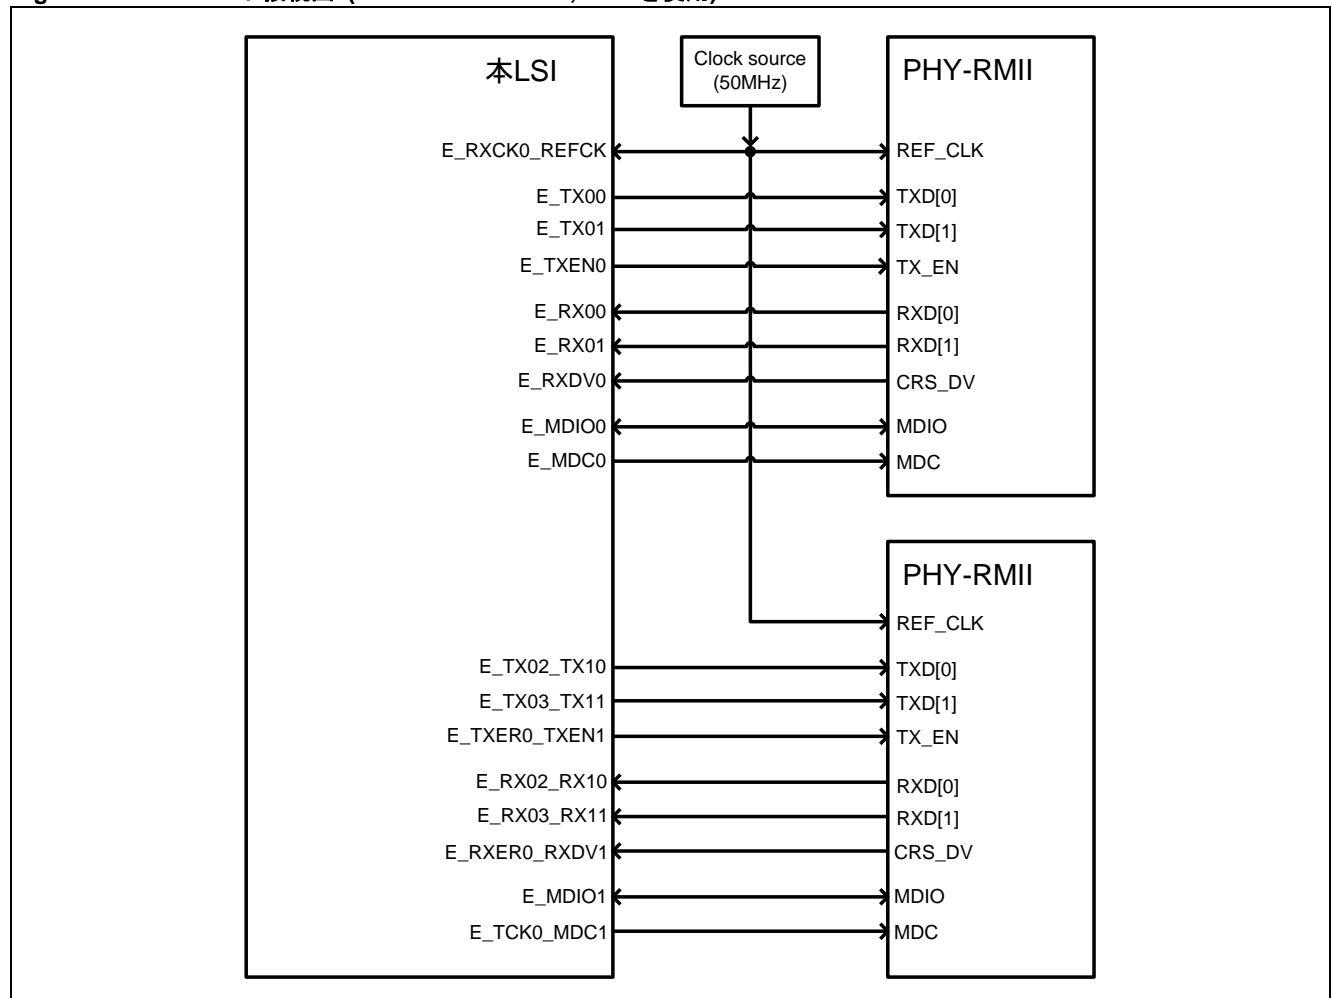 本LSI
Clock source
(50MHz)
PHY-RMII
E_RXCK0_REFCK
REF_CLK
E_TX00
TXD[0]
E_TX01
TXD[1]
E_TXEN0
TX_EN
E_RX00
RXD[0]
E_RX01
RXD[1]
E_RXDV0
CRS_DV
E_MDIO0
MDIO
E_MDC0
MDC
PHY-RMII
REF_CLK
E_TX02_TX10
TXD[0]
E_TX03_TX11
TXD[1]
E_TXER0_TXEN1
TX_EN
E_RX02_RX10
RXD[0]
E_RX03_RX11
RXD[1]
E_RXER0_RXDV1
CRS_DV
E_MDIO1
MDIO
E_TCK0_MDC1
MDC